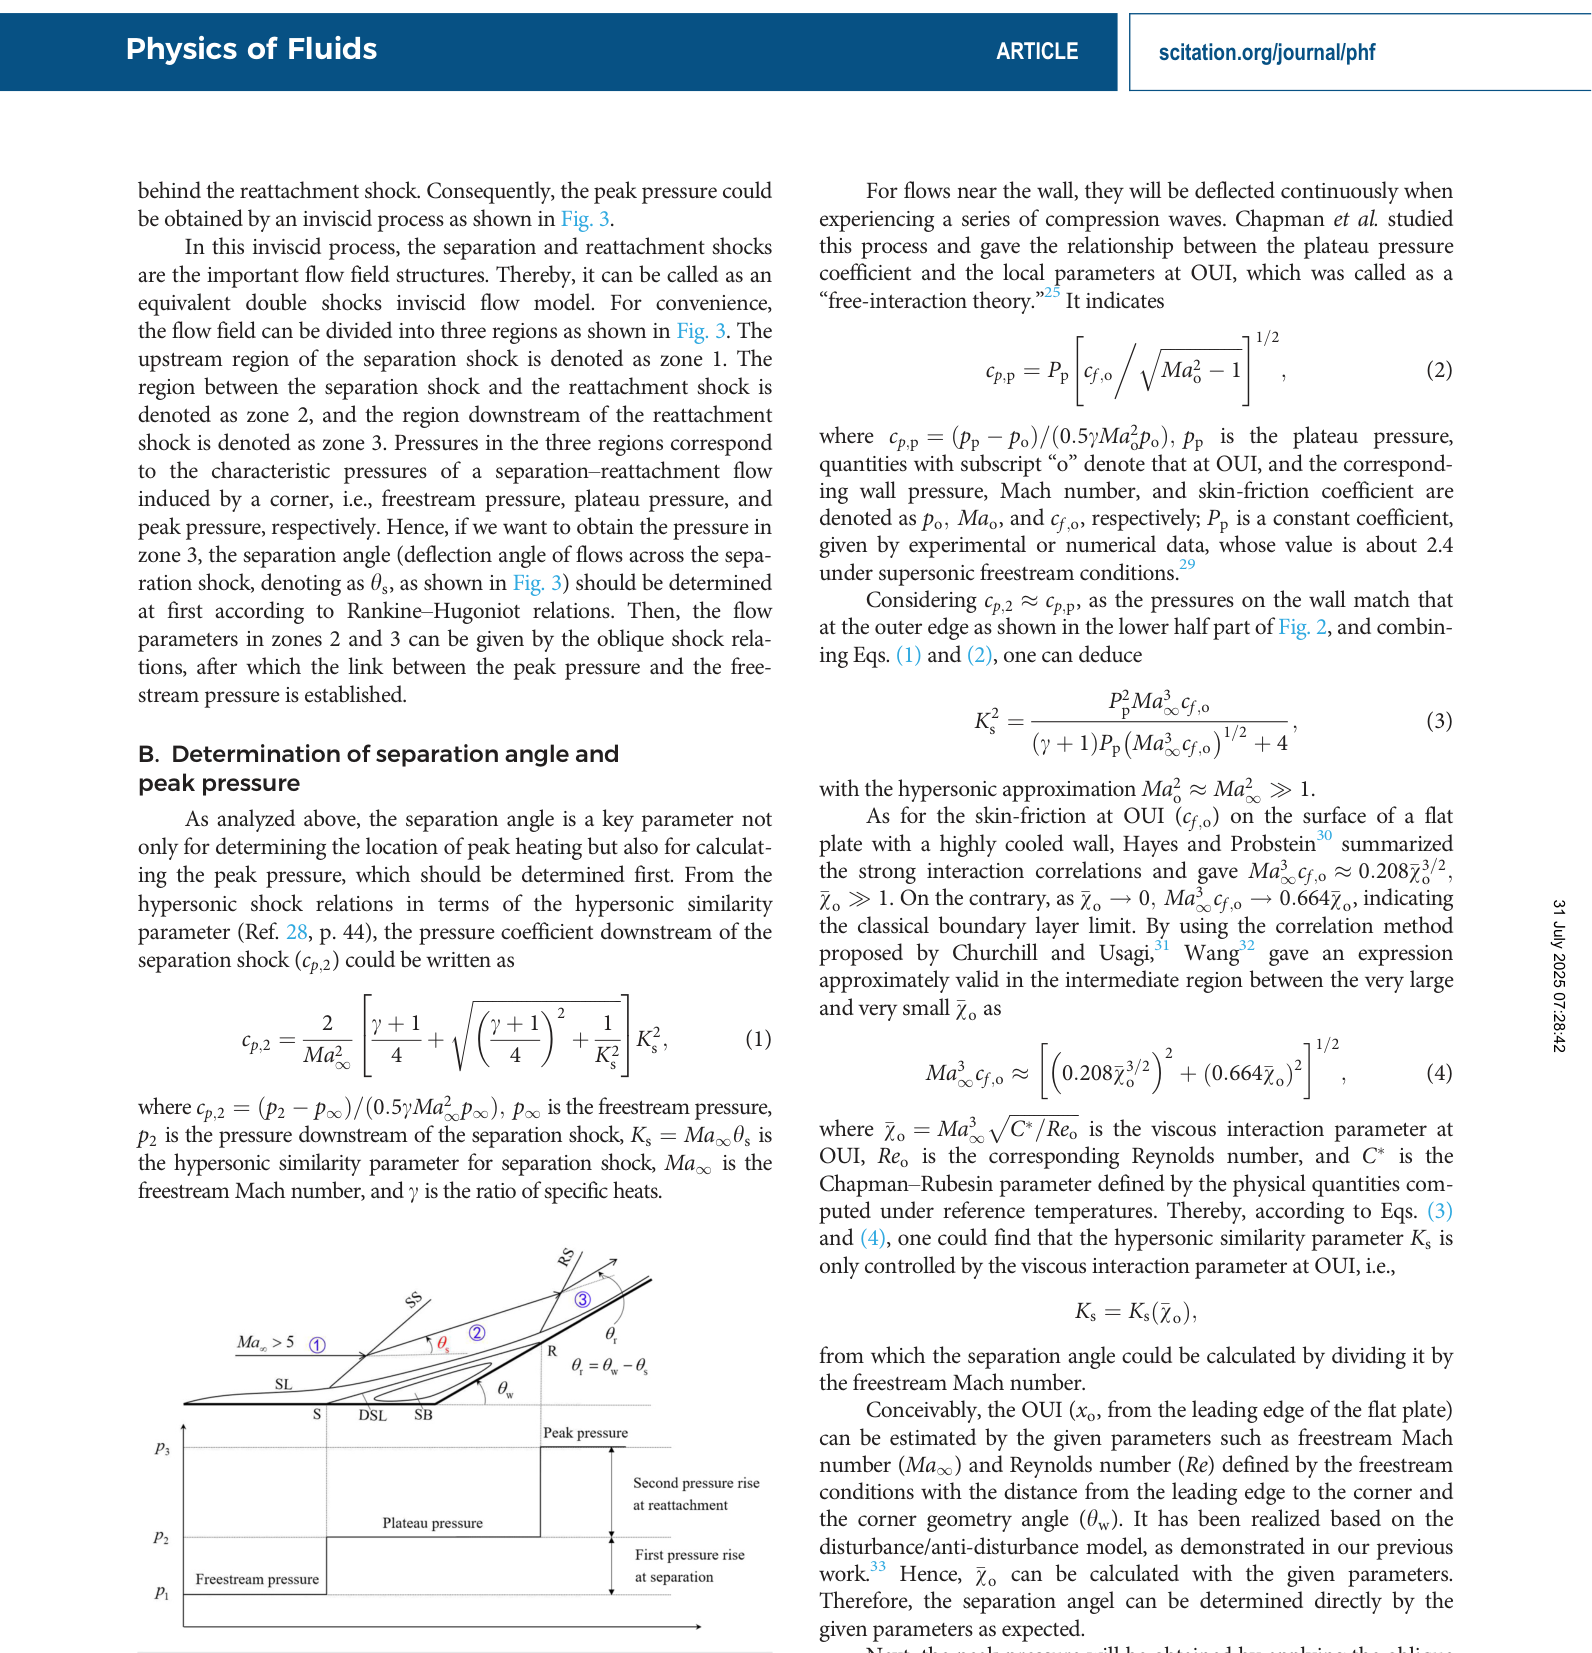 Physics of Fluids
ARTICLE
scitation.org/journal/phf
behind the reattachment shock. Consequently, the peak pressure could
be obtained by an inviscid process as shown in Fig. 3.
In this inviscid process, the separation and reattachment shocks
are the important flow field structures. Thereby, it can be called as an
equivalent double shocks inviscid flow model. For convenience,
the flow field can be divided into three regions as shown in Fig. 3. The
upstream region of the separation shock is denoted as zone 1. The
region between the separation shock and the reattachment shock is
denoted as zone 2, and the region downstream of the reattachment
shock is denoted as zone 3. Pressures in the three regions correspond
to the characteristic pressures of a separation–reattachment flow
induced by a corner, i.e., freestream pressure, plateau pressure, and
peak pressure, respectively. Hence, if we want to obtain the pressure in
zone 3, the separation angle (deflection angle of flows across the sepa-
ration shock, denoting as θs, as shown in Fig. 3) should be determined
at first according to Rankine–Hugoniot relations. Then, the flow
parameters in zones 2 and 3 can be given by the oblique shock rela-
tions, after which the link between the peak pressure and the free-
stream pressure is established.
B. Determination of separation angle and
peak pressure
As analyzed above, the separation angle is a key parameter not
only for determining the location of peak heating but also for calculat-
ing the peak pressure, which should be determined first. From the
hypersonic shock relations in terms of the hypersonic similarity
parameter (Ref. 28, p. 44), the pressure coefficient downstream of the
separation shock (cp,2) could be written as
cp,2 = 2/Ma∞² [ (γ + 1)/4 + √( ((γ + 1)/4)² + 1/Ks² ) ] Ks², (1)
where cp,2 = (p2 − p∞)/(0.5γMa∞²p∞), p∞ is the freestream pressure,
p2 is the pressure downstream of the separation shock, Ks = Ma∞θs is
the hypersonic similarity parameter for separation shock, Ma∞ is the
freestream Mach number, and γ is the ratio of specific heats.
RS
SS
③
Ma∞ > 5 ①
②
θs
θr
R
θr = θw − θs
SL
θw
S
DSL
SB
Peak pressure
p3
Second pressure rise
at reattachment
Plateau pressure
p2
First pressure rise
at separation
Freestream pressure
p1
For flows near the wall, they will be deflected continuously when
experiencing a series of compression waves. Chapman et al. studied
this process and gave the relationship between the plateau pressure
coefficient and the local parameters at OUI, which was called as a
“free-interaction theory.”25 It indicates
cp,p = Pp [ cf,o / √(Mao² − 1) ]^1/2, (2)
where cp,p = (pp − po)/(0.5γMao²po), pp is the plateau pressure,
quantities with subscript “o” denote that at OUI, and the correspond-
ing wall pressure, Mach number, and skin-friction coefficient are
denoted as po, Mao, and cf,o, respectively; Pp is a constant coefficient,
given by experimental or numerical data, whose value is about 2.4
under supersonic freestream conditions.29
Considering cp,2 ≈ cp,p, as the pressures on the wall match that
at the outer edge as shown in the lower half part of Fig. 2, and combin-
ing Eqs. (1) and (2), one can deduce
Ks² = Pp²Ma∞³cf,o / ( (γ + 1)Pp(Ma∞³cf,o)^1/2 + 4 ), (3)
with the hypersonic approximation Mao² ≈ Ma∞² ≫ 1.
As for the skin-friction at OUI (cf,o) on the surface of a flat
plate with a highly cooled wall, Hayes and Probstein30 summarized
the strong interaction correlations and gave Ma∞³cf,o ≈ 0.208χ̄o^3/2,
χ̄o ≫ 1. On the contrary, as χ̄o → 0, Ma∞³cf,o → 0.664χ̄o, indicating
the classical boundary layer limit. By using the correlation method
proposed by Churchill and Usagi,31 Wang32 gave an expression
approximately valid in the intermediate region between the very large
and very small χ̄o as
Ma∞³cf,o ≈ [ (0.208χ̄o^3/2)² + (0.664χ̄o)² ]^1/2, (4)
where χ̄o = Ma∞³√(C*/Reo) is the viscous interaction parameter at
OUI, Reo is the corresponding Reynolds number, and C* is the
Chapman–Rubesin parameter defined by the physical quantities com-
puted under reference temperatures. Thereby, according to Eqs. (3)
and (4), one could find that the hypersonic similarity parameter Ks is
only controlled by the viscous interaction parameter at OUI, i.e.,
Ks = Ks(χ̄o),
from which the separation angle could be calculated by dividing it by
the freestream Mach number.
Conceivably, the OUI (xo, from the leading edge of the flat plate)
can be estimated by the given parameters such as freestream Mach
number (Ma∞) and Reynolds number (Re) defined by the freestream
conditions with the distance from the leading edge to the corner and
the corner geometry angle (θw). It has been realized based on the
disturbance/anti-disturbance model, as demonstrated in our previous
work.33 Hence, χ̄o can be calculated with the given parameters.
Therefore, the separation angel can be determined directly by the
given parameters as expected.
Next, the peak pressure will be obtained by applying the oblique
31 July 2025 07:28:42